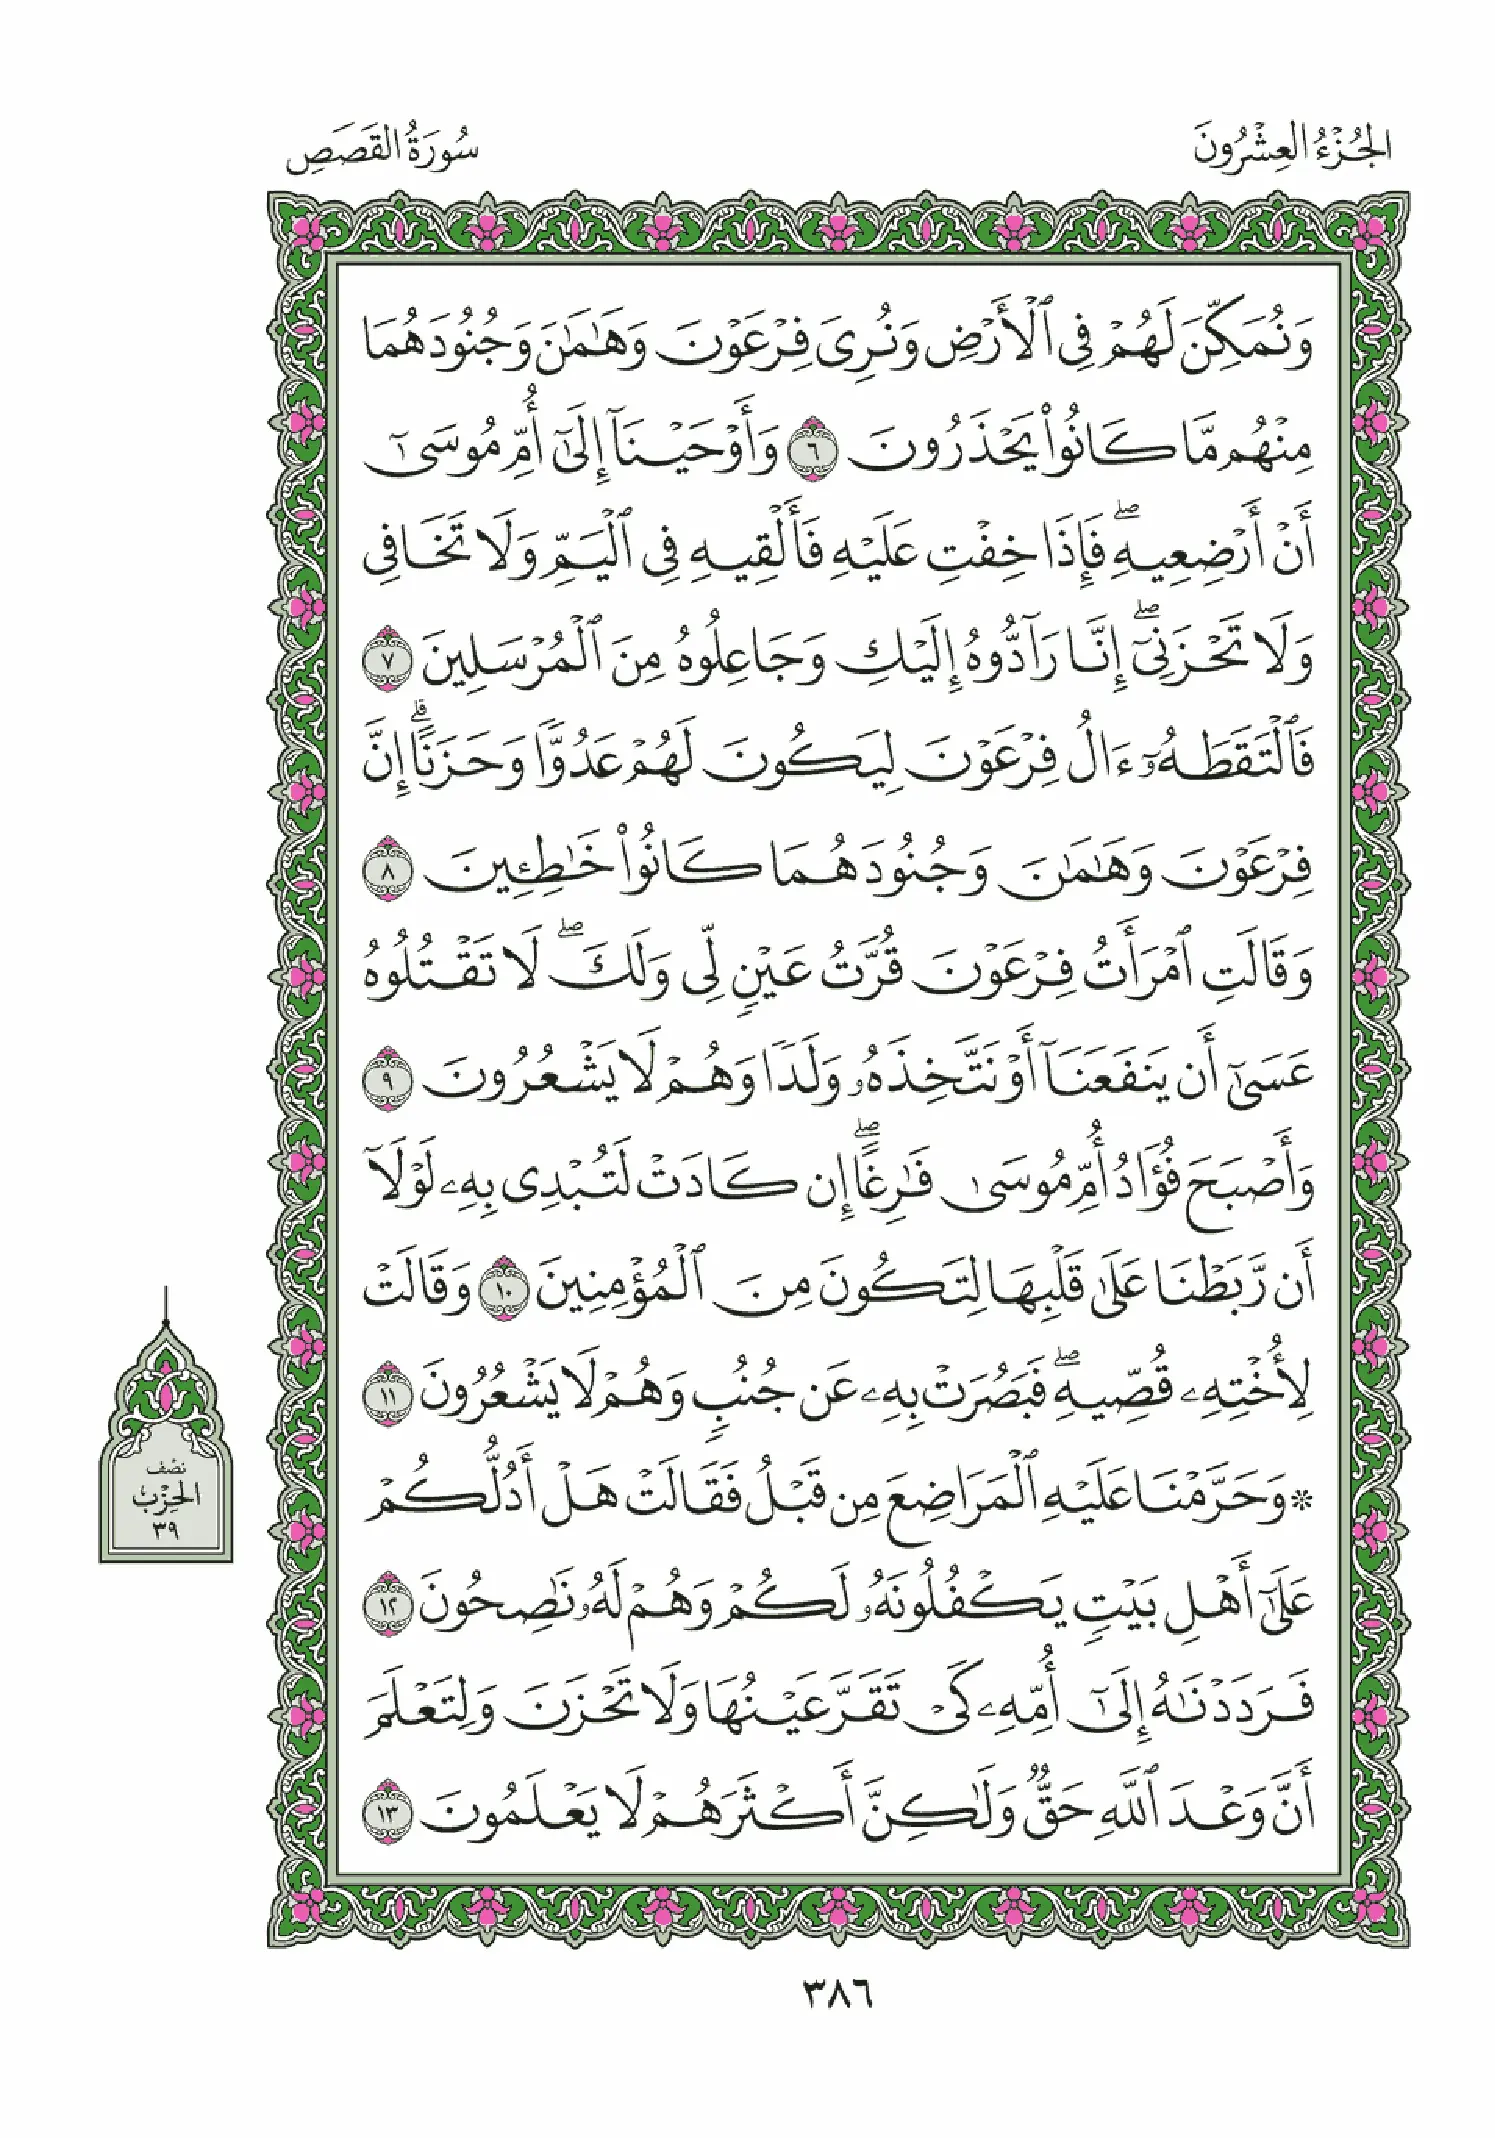 الجُزْءُ العِشْرُونَ
سُورَةُ القَصَصِ
وَنُمَكِّنَ لَهُمۡ فِي ٱلۡأَرۡضِ وَنُرِيَ فِرۡعَوۡنَ وَهَٰمَٰنَ وَجُنُودَهُمَا
مِنۡهُم مَّا كَانُواْ يَحۡذَرُونَ ٦ وَأَوۡحَيۡنَآ إِلَىٰٓ أُمِّ مُوسَىٰٓ
أَنۡ أَرۡضِعِيهِۖ فَإِذَا خِفۡتِ عَلَيۡهِ فَأَلۡقِيهِ فِي ٱلۡيَمِّ وَلَا تَخَافِي
وَلَا تَحۡزَنِيٓۖ إِنَّا رَآدُّوهُ إِلَيۡكِ وَجَاعِلُوهُ مِنَ ٱلۡمُرۡسَلِينَ ٧
فَٱلۡتَقَطَهُۥٓ ءَالُ فِرۡعَوۡنَ لِيَكُونَ لَهُمۡ عَدُوّٗا وَحَزَنًاۗ إِنَّ
فِرۡعَوۡنَ وَهَٰمَٰنَ وَجُنُودَهُمَا كَانُواْ خَٰطِـِٔينَ ٨
وَقَالَتِ ٱمۡرَأَتُ فِرۡعَوۡنَ قُرَّتُ عَيۡنٖ لِّي وَلَكَۖ لَا تَقۡتُلُوهُ
عَسَىٰٓ أَن يَنفَعَنَآ أَوۡ نَتَّخِذَهُۥ وَلَدٗا وَهُمۡ لَا يَشۡعُرُونَ ٩
وَأَصۡبَحَ فُؤَادُ أُمِّ مُوسَىٰ فَٰرِغًاۖ إِن كَادَتۡ لَتُبۡدِي بِهِۦ لَوۡلَآ
أَن رَّبَطۡنَا عَلَىٰ قَلۡبِهَا لِتَكُونَ مِنَ ٱلۡمُؤۡمِنِينَ ١٠ وَقَالَتۡ
لِأُخۡتِهِۦ قُصِّيهِۖ فَبَصُرَتۡ بِهِۦ عَن جُنُبٖ وَهُمۡ لَا يَشۡعُرُونَ ١١
۞ وَحَرَّمۡنَا عَلَيۡهِ ٱلۡمَرَاضِعَ مِن قَبۡلُ فَقَالَتۡ هَلۡ أَدُلُّكُمۡ
عَلَىٰٓ أَهۡلِ بَيۡتٖ يَكۡفُلُونَهُۥ لَكُمۡ وَهُمۡ لَهُۥ نَٰصِحُونَ ١٢
فَرَدَدۡنَٰهُ إِلَىٰٓ أُمِّهِۦ كَيۡ تَقَرَّ عَيۡنُهَا وَلَا تَحۡزَنَ وَلِتَعۡلَمَ
أَنَّ وَعۡدَ ٱللَّهِ حَقّٞ وَلَٰكِنَّ أَكۡثَرَهُمۡ لَا يَعۡلَمُونَ ١٣
نصف
الحزب
٣٩
٣٨٦